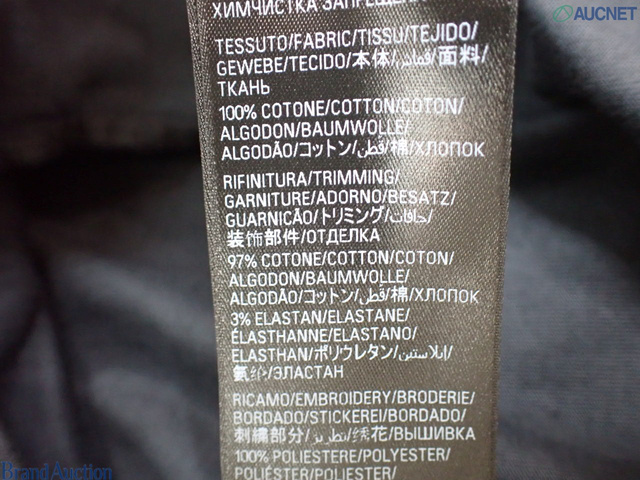 ХИМЧИСТКА ЗАПРЕЩЕНА
AUCNET
TESSUTO/FABRIC/TISSU/TEJIDO/
GEWEBE/TECIDO/本体/قماش/面料/
ТКАНЬ
100% COTONE/COTTON/COTON/
ALGODON/BAUMWOLLE/
ALGODÃO/コットン/قطن/棉/ХЛОПОК
RIFINITURA/TRIMMING/
GARNITURE/ADORNO/BESATZ/
GUARNICÃO/トリミング/حافات/
装饰部件/ОТДЕЛКА
97% COTONE/COTTON/COTON/
ALGODON/BAUMWOLLE/
ALGODÃO/コットン/قطن/棉/ХЛОПОК
3% ELASTAN/ELASTANE/
ÉLASTHANNE/ELASTANO/
ELASTHAN/ポリウレタン/إيلاستين/
氨纶/ЭЛАСТАН
RICAMO/EMBROIDERY/BRODERIE/
BORDADO/STICKEREI/BORDADO/
刺繍部分/تطريز/绣花/ВЫШИВКА
100% POLIESTERE/POLYESTER/
POLIÉSTER/POLYESTER/
Brand Auction